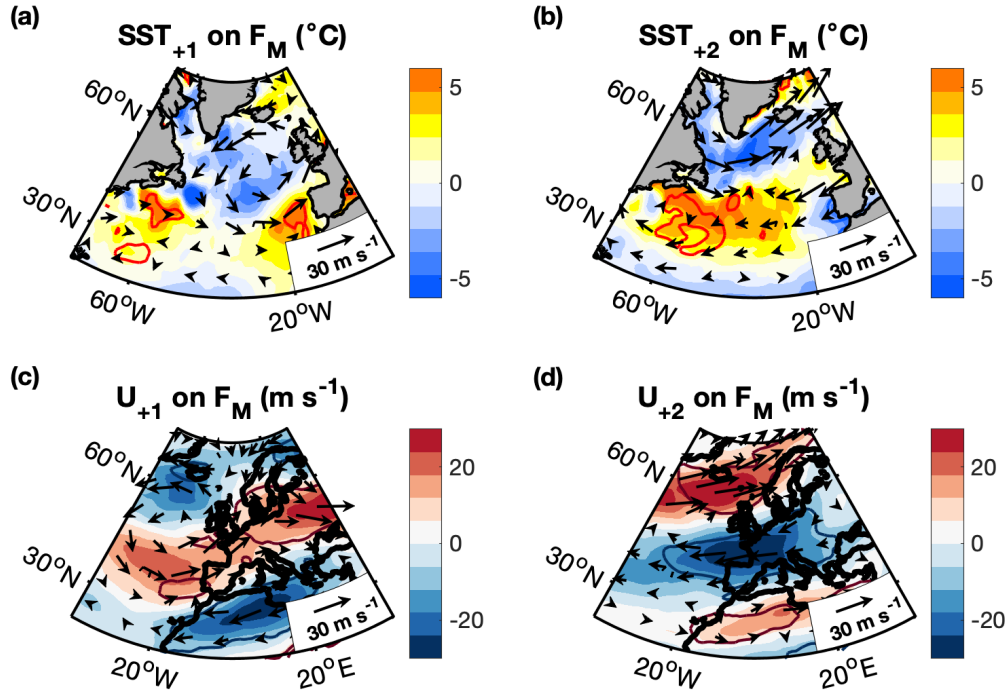 (a)
SST+1 on FM (°C)
60°N
30°N
60°W
20°W
30 m s-1
5
0
-5
(b)
SST+2 on FM (°C)
60°N
30°N
60°W
20°W
30 m s-1
5
0
-5
(c)
U+1 on FM (m s-1)
60°N
30°N
20°W
20°E
30 m s-1
20
0
-20
(d)
U+2 on FM (m s-1)
60°N
30°N
20°W
20°E
30 m s-1
20
0
-20